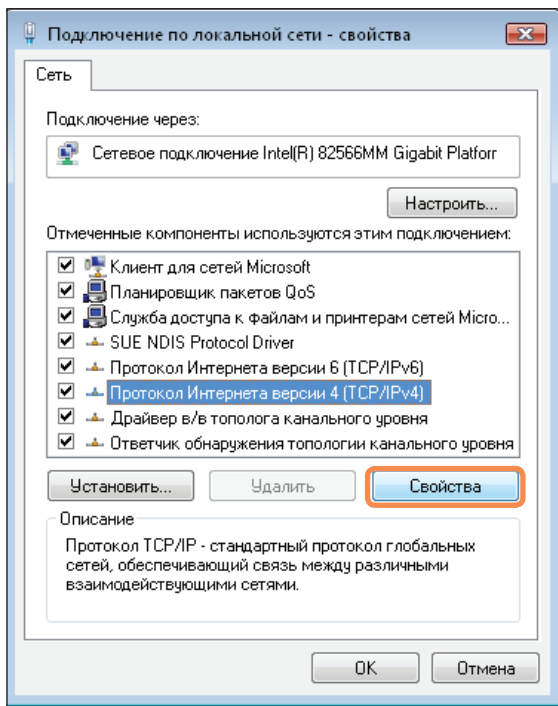 Подключение по локальной сети - свойства
Сеть
Подключение через:
Сетевое подключение Intel(R) 82566MM Gigabit Platforr
Настроить...
Отмеченные компоненты используются этим подключением:
Клиент для сетей Microsoft
Планировщик пакетов QoS
Служба доступа к файлам и принтерам сетей Micro...
SUE NDIS Protocol Driver
Протокол Интернета версии 6 (TCP/IPv6)
Протокол Интернета версии 4 (TCP/IPv4)
Драйвер в/в тополога канального уровня
Ответчик обнаружения топологии канального уровня
Установить...
Удалить
Свойства
Описание
Протокол TCP/IP - стандартный протокол глобальных
сетей, обеспечивающий связь между различными
взаимодействующими сетями.
OK
Отмена